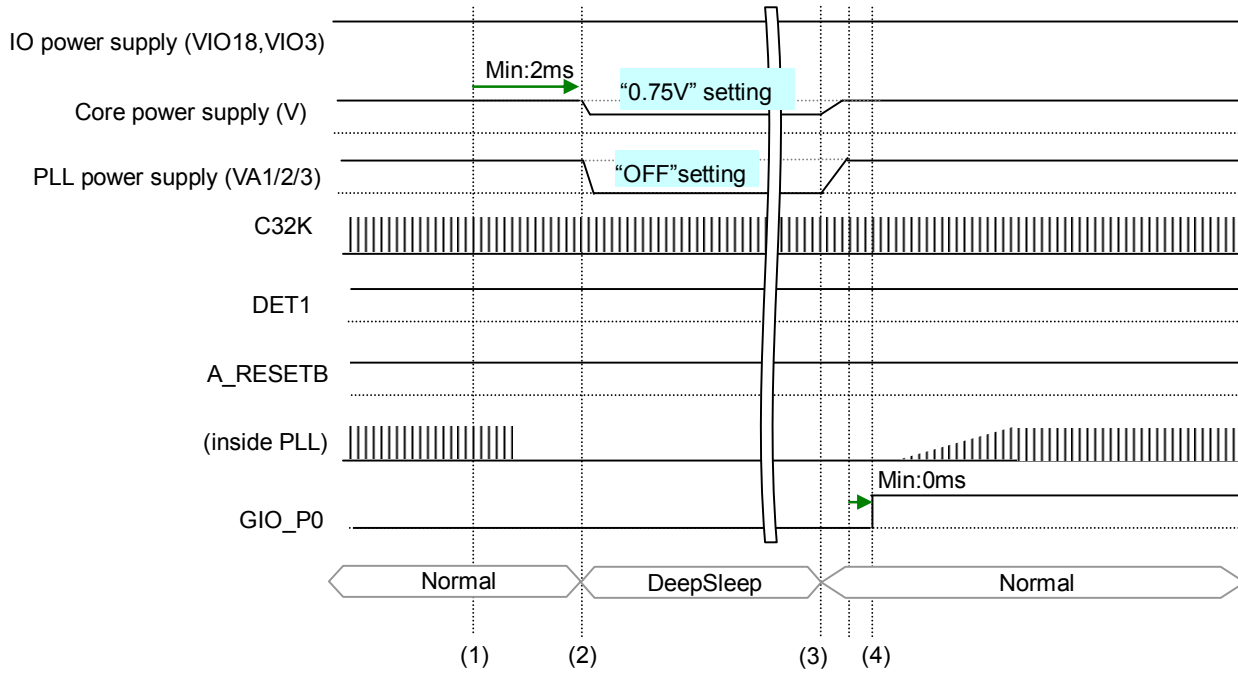 IO power supply (VIO18,VIO3)
Min:2ms
“0.75V” setting
Core power supply (V)
“OFF”setting
PLL power supply (VA1/2/3)
C32K
DET1
A_RESETB
(inside PLL)
Min:0ms
GIO_P0
Normal
DeepSleep
Normal
(1)
(2)
(3)
(4)